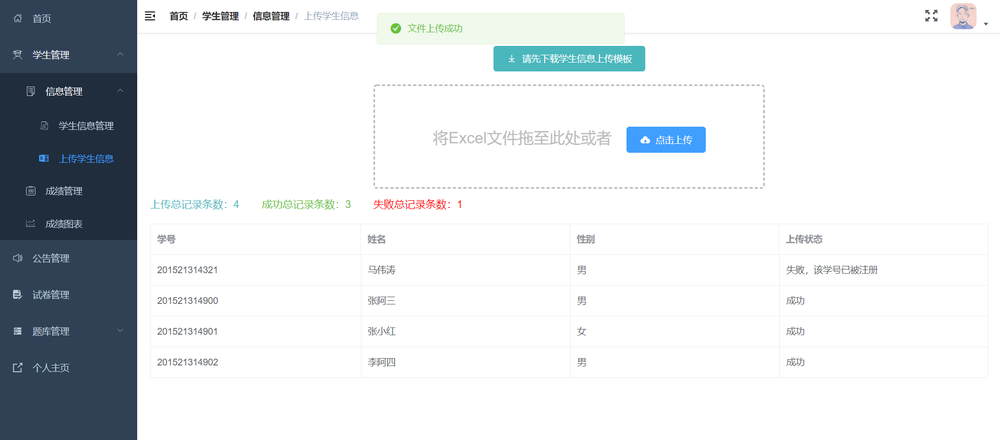 首页
学生管理
信息管理
学生信息管理
上传学生信息
成绩管理
成绩图表
公告管理
试卷管理
题库管理
个人主页
首页 / 学生管理 / 信息管理 / 上传学生信息
文件上传成功
请先下载学生信息上传模板
将Excel文件拖至此处或者 点击上传
上传总记录条数：4 成功总记录条数：3 失败总记录条数：1
学号 姓名 性别 上传状态
201521314321 马伟涛 男 失败，该学号已被注册
201521314900 张阿三 男 成功
201521314901 张小红 女 成功
201521314902 李阿四 男 成功